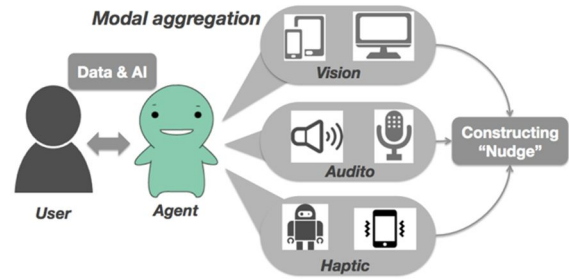 Modal aggregation
Data & AI
Vision
Audito
Constructing
“Nudge”
User
Agent
Haptic